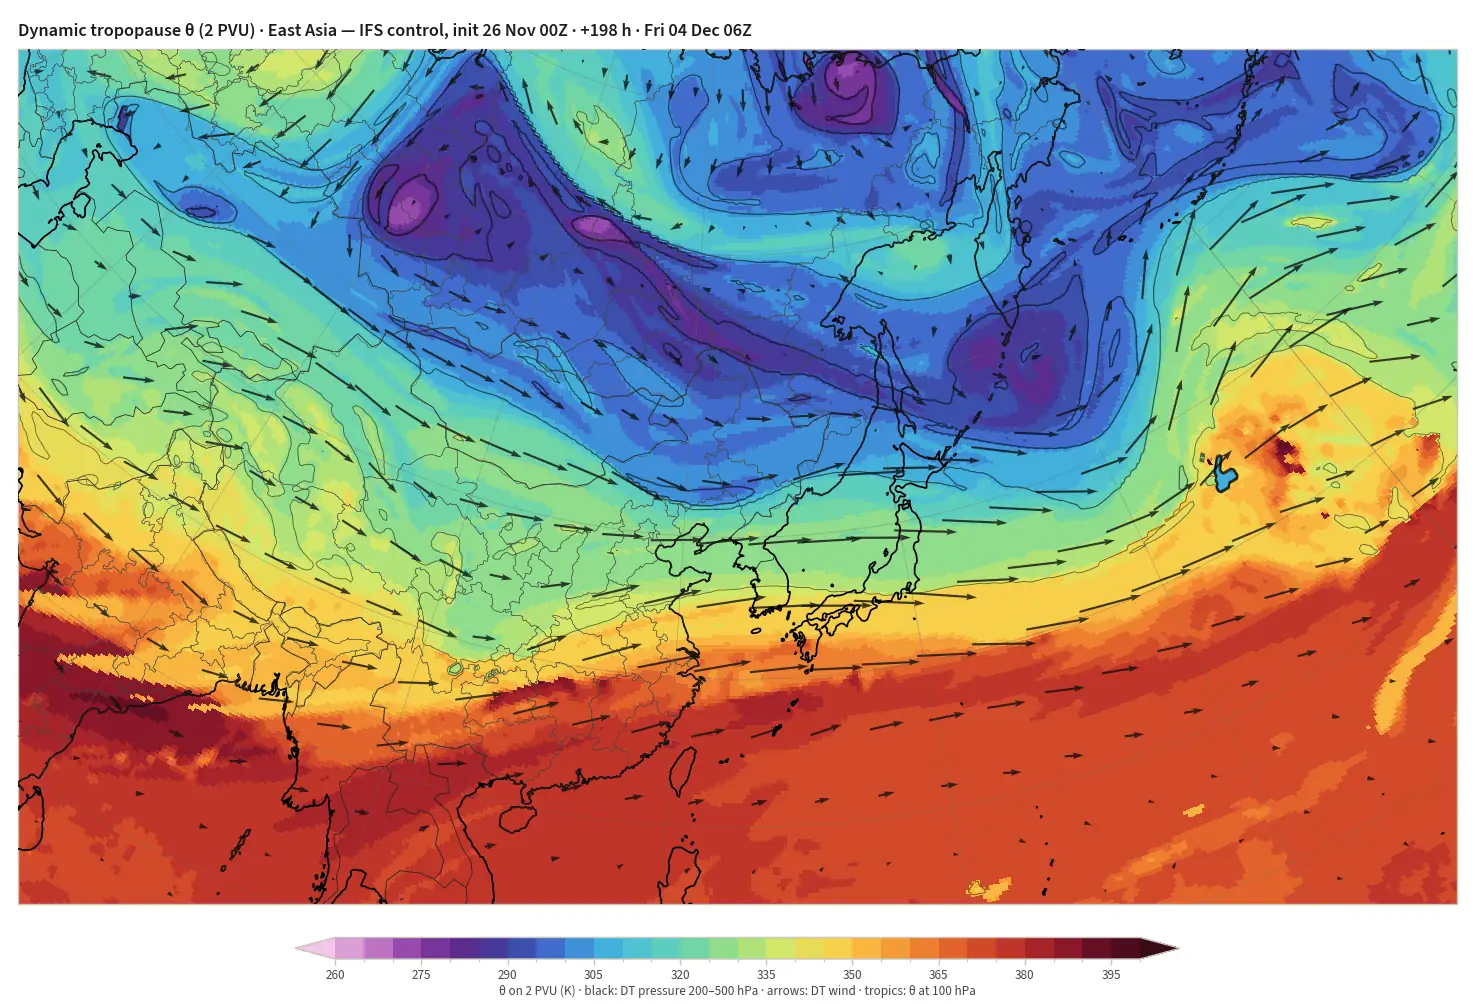 Dynamic tropopause θ (2 PVU) · East Asia — IFS control, init 26 Nov 00Z · +198 h · Fri 04 Dec 06Z
260 275 290 305 320 335 350 365 380 395
θ on 2 PVU (K) · black: DT pressure 200–500 hPa · arrows: DT wind · tropics: θ at 100 hPa